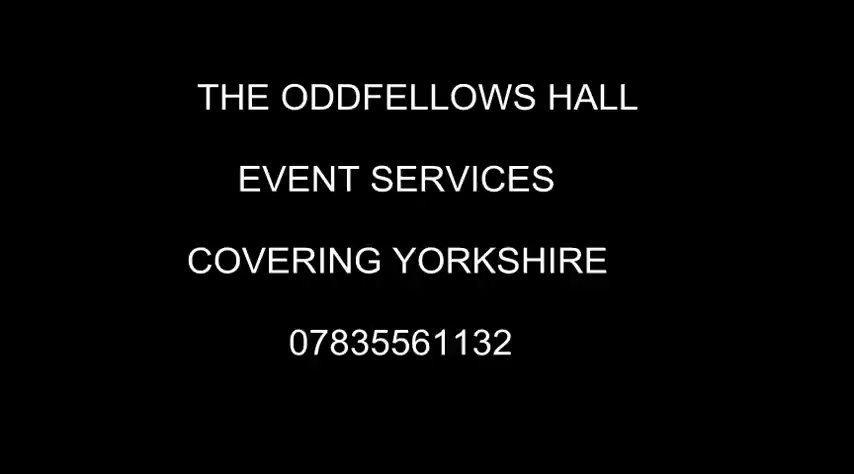 THE ODDFELLOWS HALL
EVENT SERVICES
COVERING YORKSHIRE
07835561132